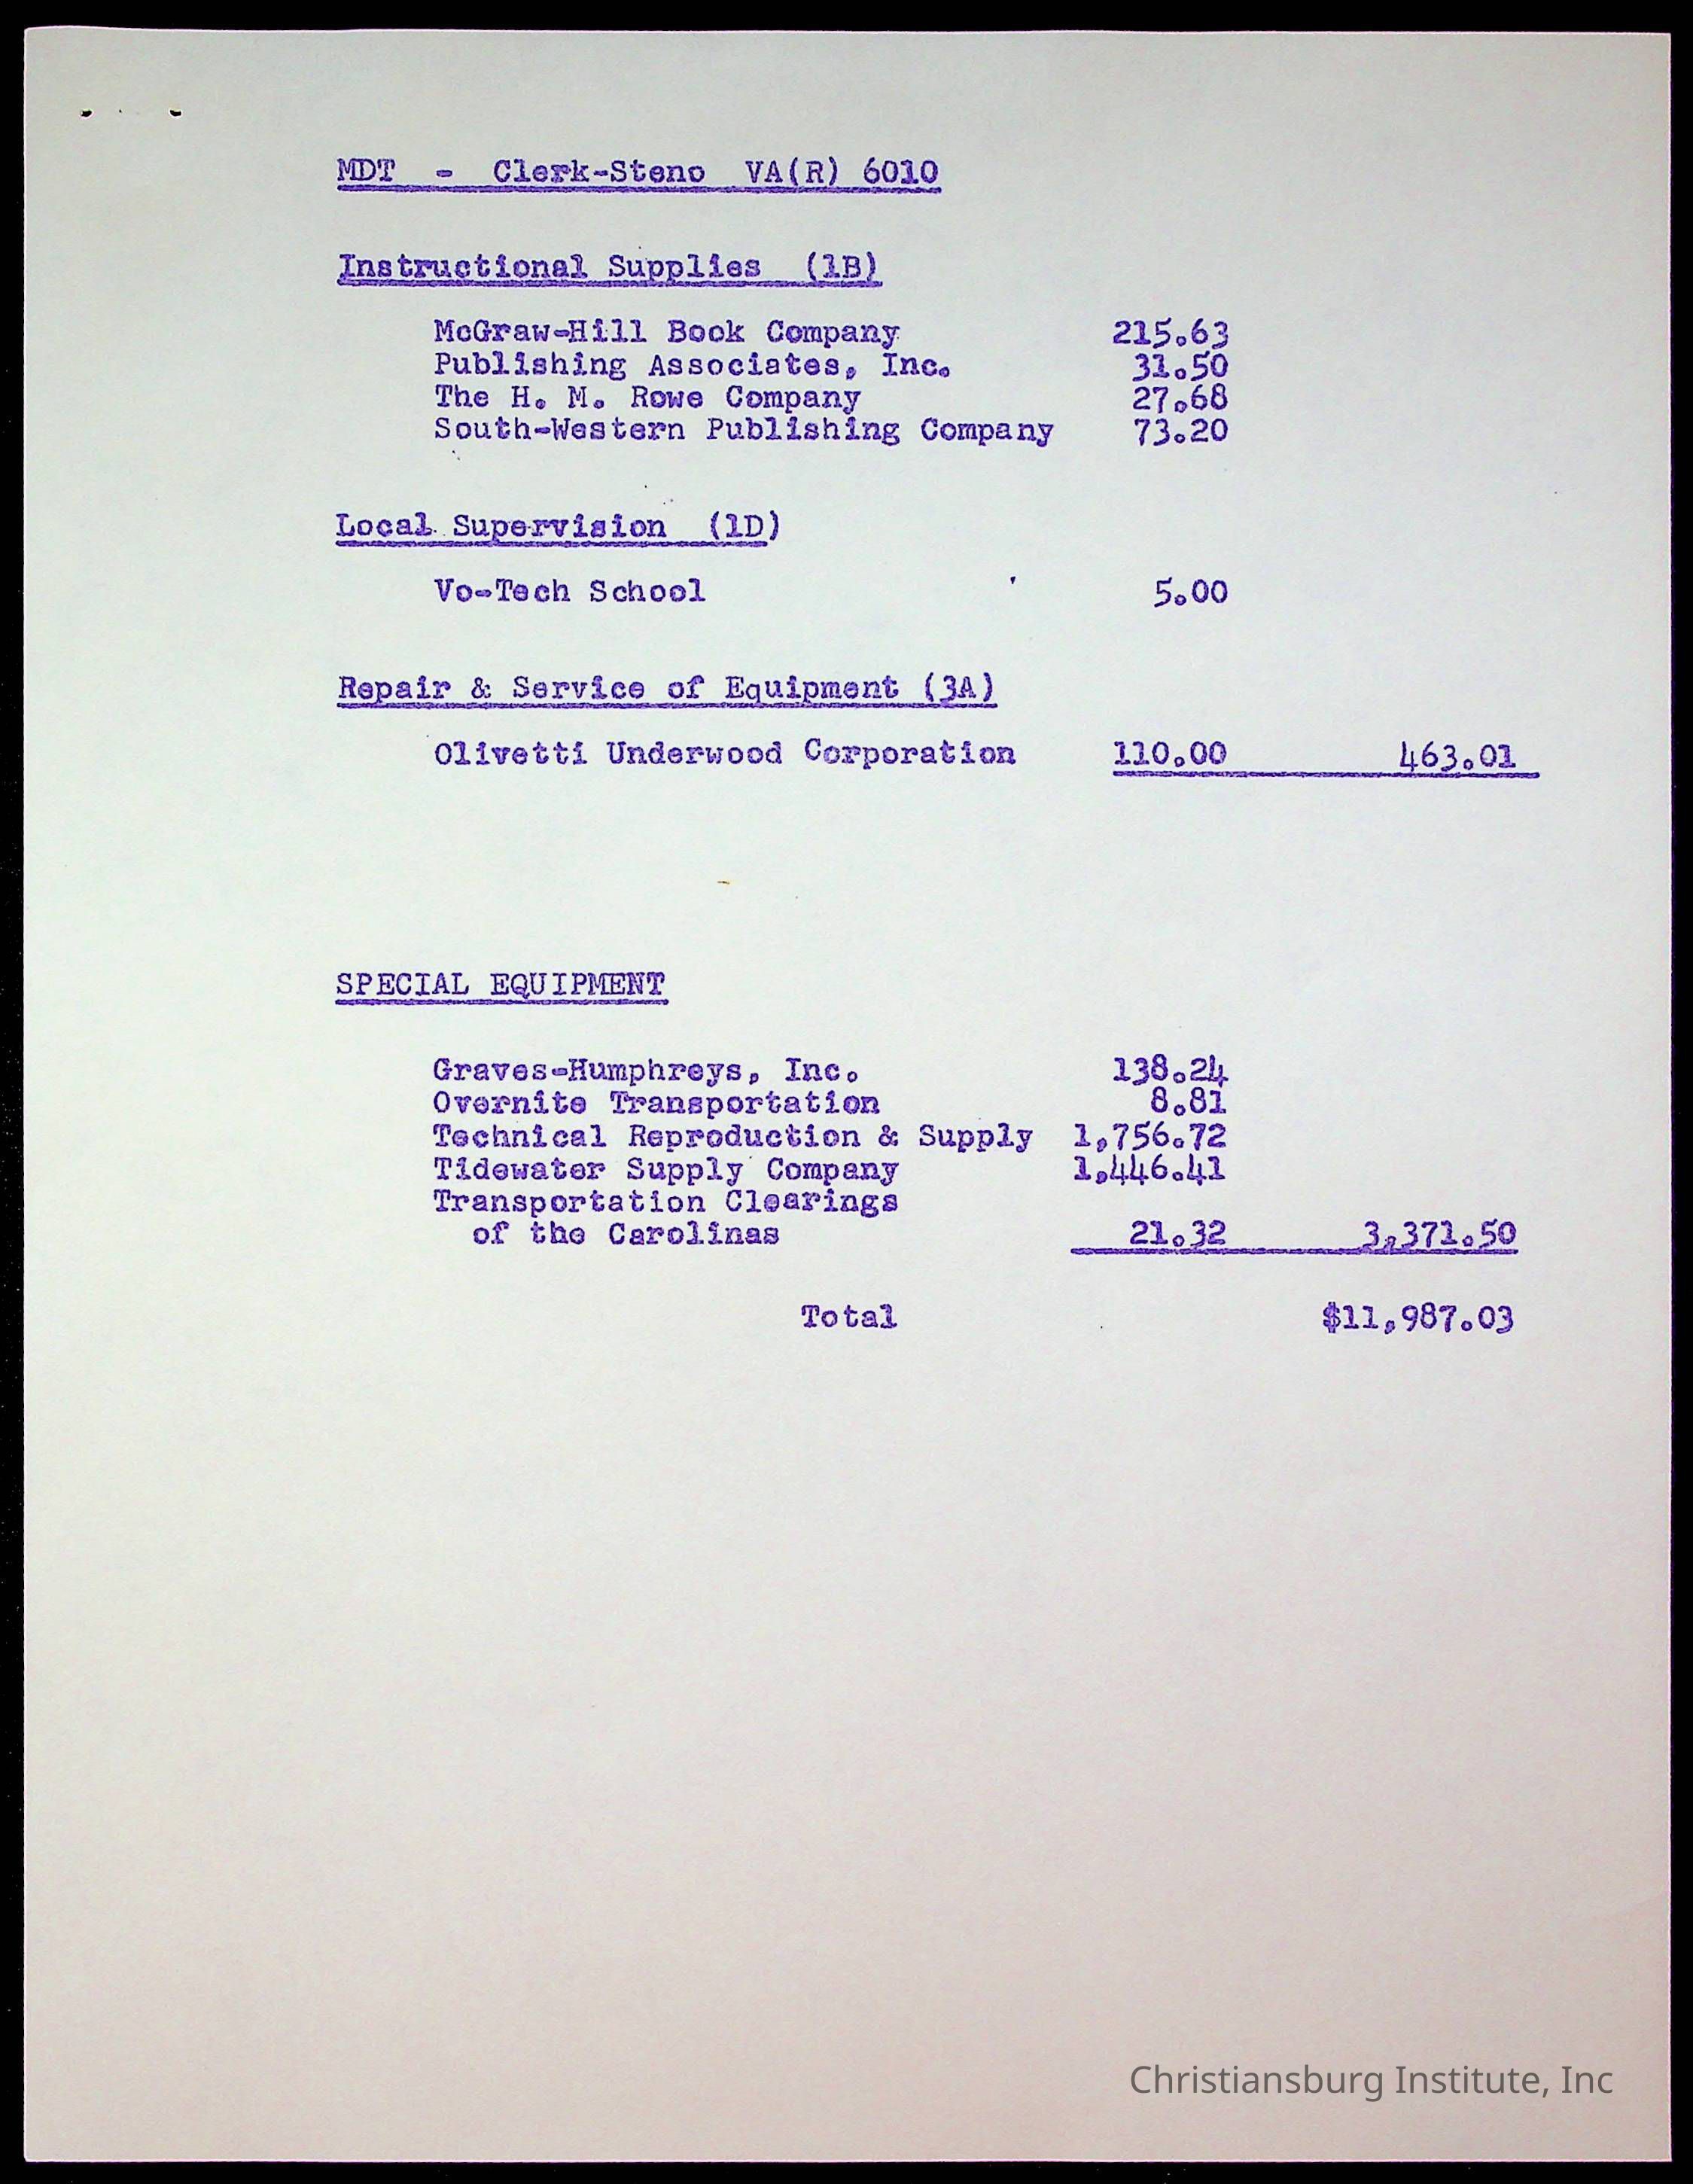 MDT - Clerk-Steno VA(R) 6010
Instructional Supplies (1B)
McGraw-Hill Book Company 215.63
Publishing Associates, Inc. 31.50
The H. M. Rowe Company 27.68
South-Western Publishing Company 73.20
Local Supervision (1D)
Vo-Tech School 5.00
Repair & Service of Equipment (3A)
Olivetti Underwood Corporation 110.00 463.01
SPECIAL EQUIPMENT
Graves-Humphreys, Inc. 138.24
Overnite Transportation 8.81
Technical Reproduction & Supply 1,756.72
Tidewater Supply Company 1,446.41
Transportation Clearings
of the Carolinas 21.32 3,371.50
Total $11,987.03
Christiansburg Institute, Inc